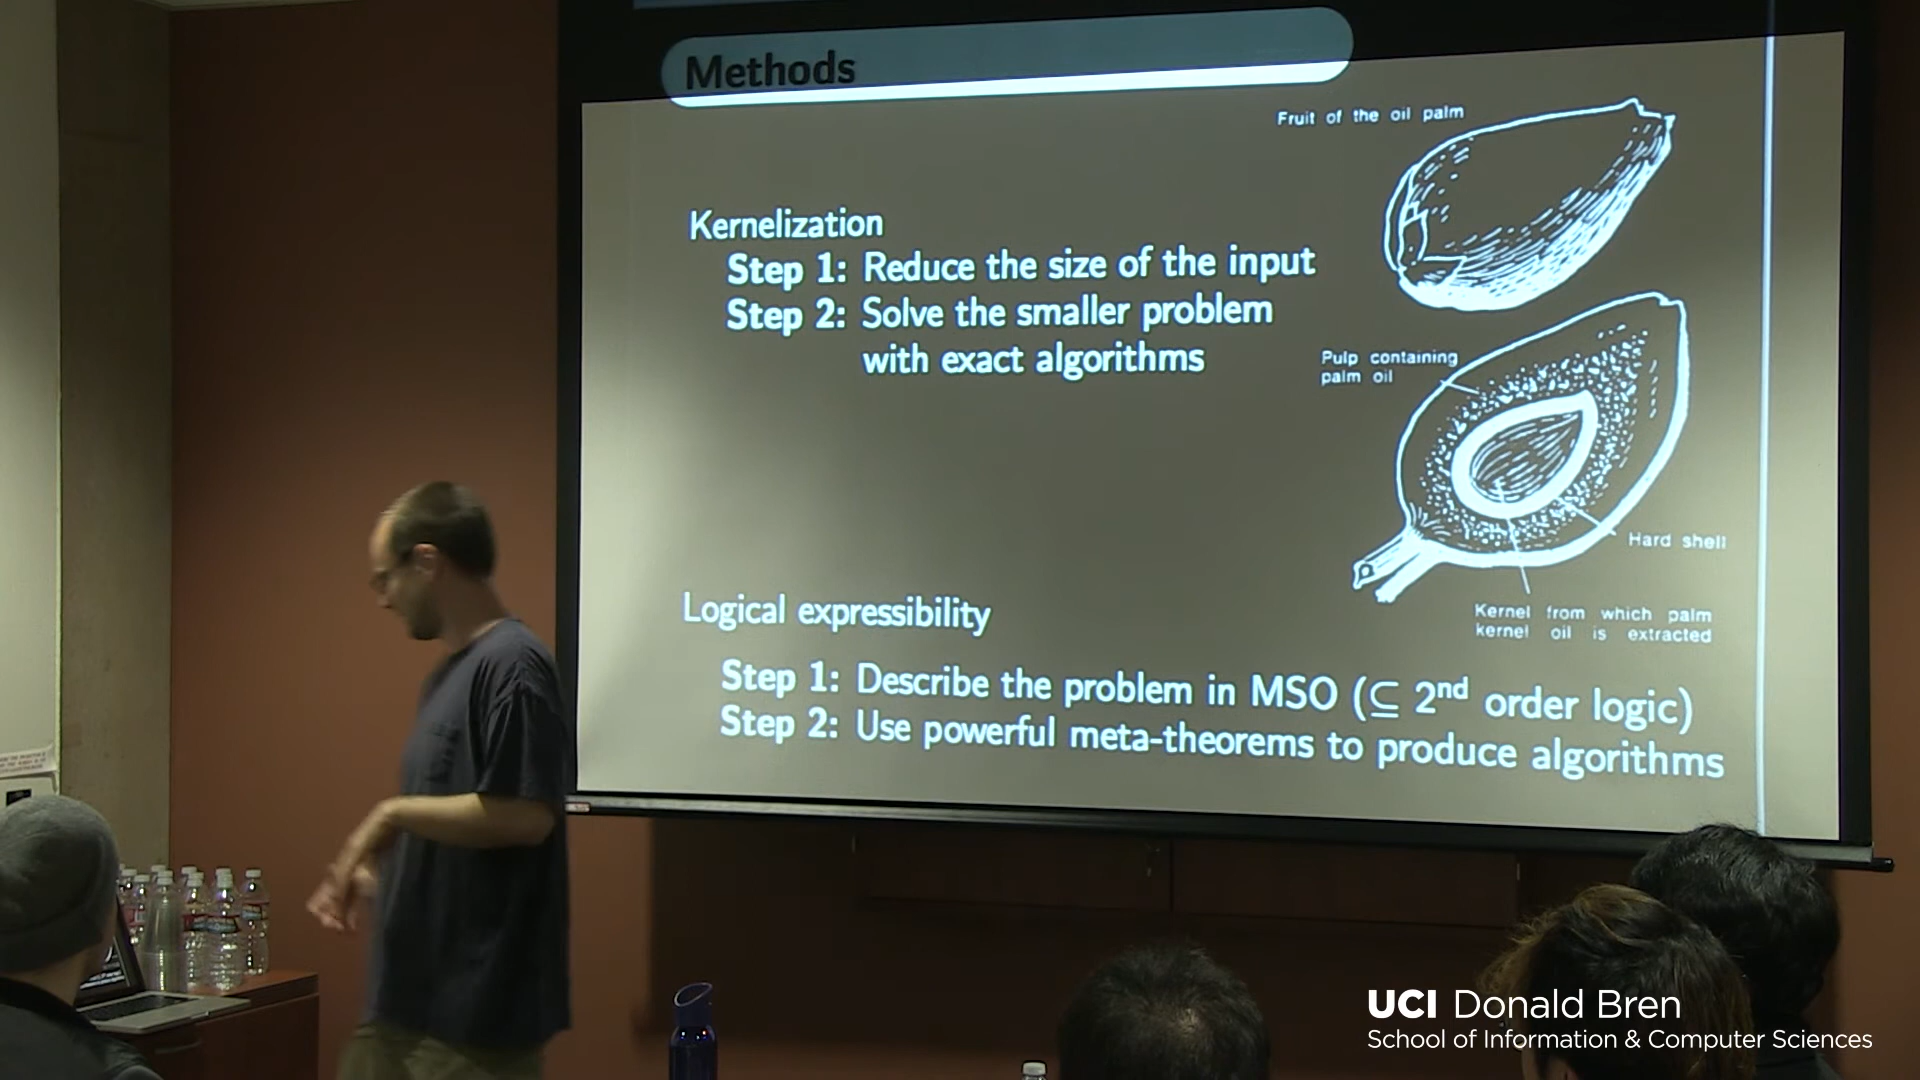 Methods
Fruit of the oil palm
Kernelization
Step 1: Reduce the size of the input
Step 2: Solve the smaller problem
with exact algorithms
Pulp containing
palm oil
Hard shell
Kernel from which palm
kernel oil is extracted
Logical expressibility
Step 1: Describe the problem in MSO (⊆ 2nd order logic)
Step 2: Use powerful meta-theorems to produce algorithms
UCI Donald Bren
School of Information & Computer Sciences